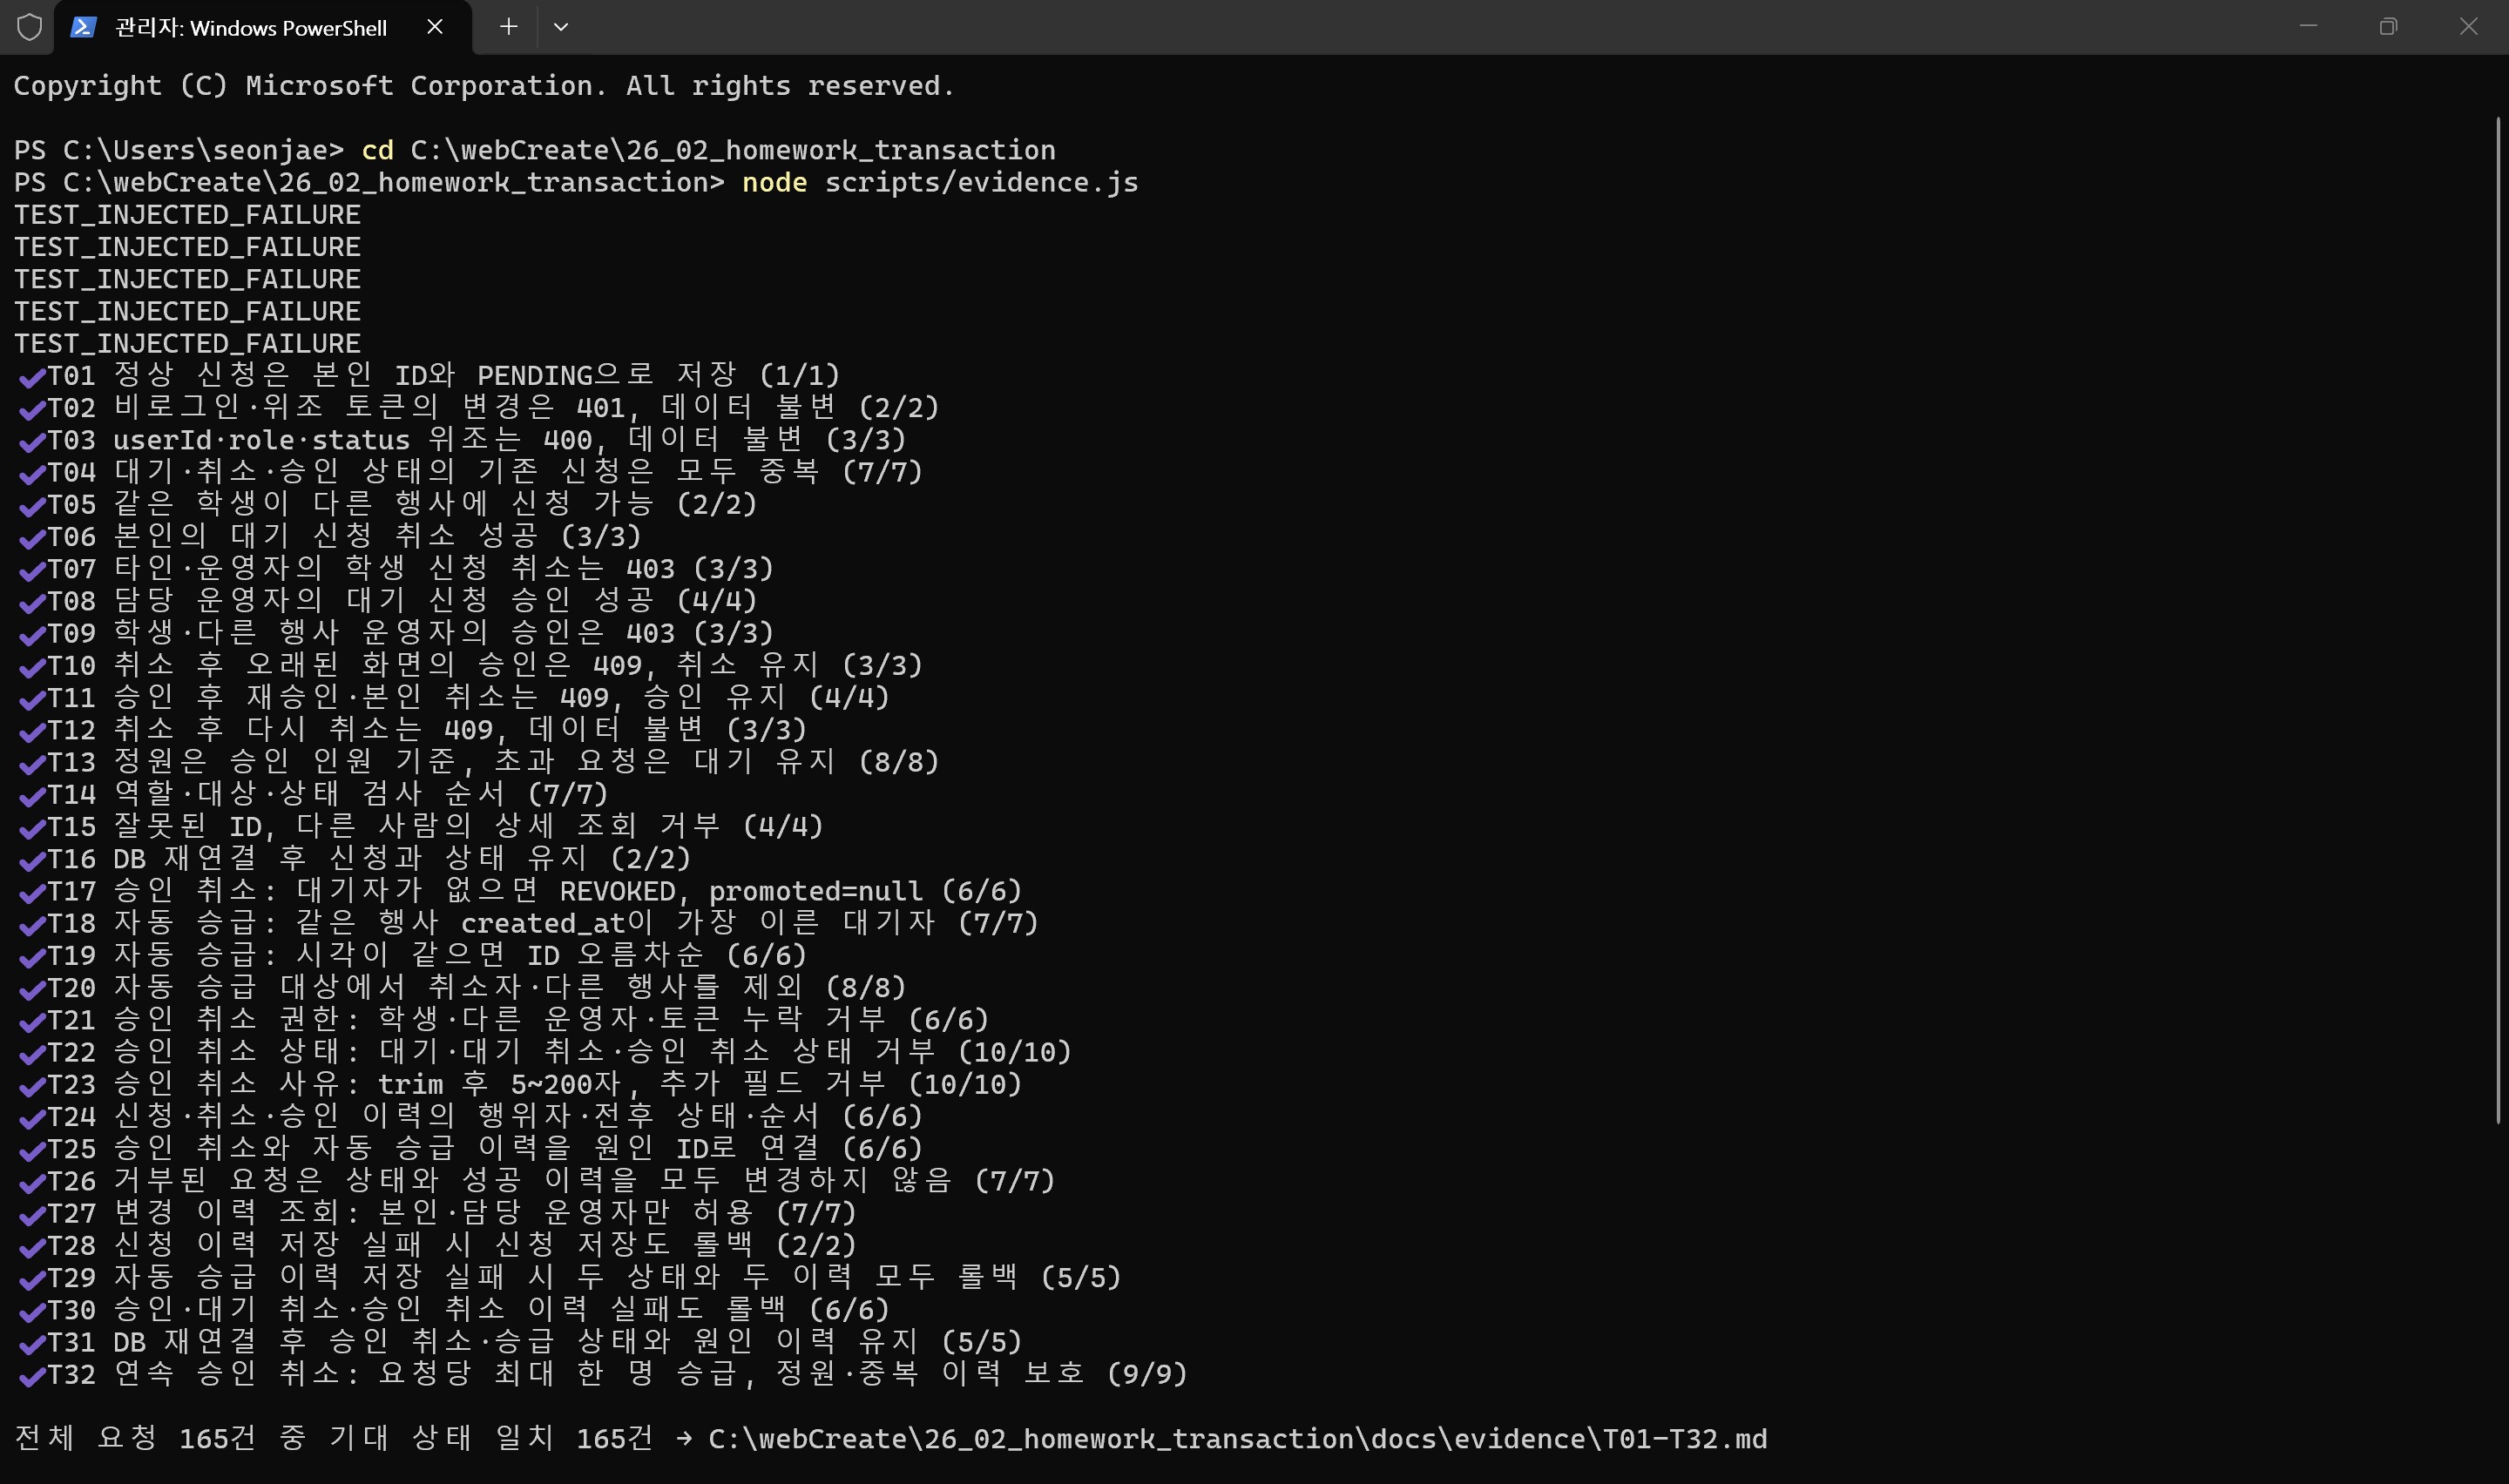 관리자: Windows PowerShell
Copyright (C) Microsoft Corporation. All rights reserved.
PS C:\Users\seonjae> cd C:\webCreate\26_02_homework_transaction
PS C:\webCreate\26_02_homework_transaction> node scripts/evidence.js
TEST_INJECTED_FAILURE
TEST_INJECTED_FAILURE
TEST_INJECTED_FAILURE
TEST_INJECTED_FAILURE
TEST_INJECTED_FAILURE
✔T01 정상 신청은 본인 ID와 PENDING으로 저장 (1/1)
✔T02 비로그인·위조 토큰의 변경은 401, 데이터 불변 (2/2)
✔T03 userId·role·status 위조는 400, 데이터 불변 (3/3)
✔T04 대기·취소·승인 상태의 기존 신청은 모두 중복 (7/7)
✔T05 같은 학생이 다른 행사에 신청 가능 (2/2)
✔T06 본인의 대기 신청 취소 성공 (3/3)
✔T07 타인·운영자의 학생 신청 취소는 403 (3/3)
✔T08 담당 운영자의 대기 신청 승인 성공 (4/4)
✔T09 학생·다른 행사 운영자의 승인은 403 (3/3)
✔T10 취소 후 오래된 화면의 승인은 409, 취소 유지 (3/3)
✔T11 승인 후 재승인·본인 취소는 409, 승인 유지 (4/4)
✔T12 취소 후 다시 취소는 409, 데이터 불변 (3/3)
✔T13 정원은 승인 인원 기준, 초과 요청은 대기 유지 (8/8)
✔T14 역할·대상·상태 검사 순서 (7/7)
✔T15 잘못된 ID, 다른 사람의 상세 조회 거부 (4/4)
✔T16 DB 재연결 후 신청과 상태 유지 (2/2)
✔T17 승인 취소: 대기자가 없으면 REVOKED, promoted=null (6/6)
✔T18 자동 승급: 같은 행사 created_at이 가장 이른 대기자 (7/7)
✔T19 자동 승급: 시각이 같으면 ID 오름차순 (6/6)
✔T20 자동 승급 대상에서 취소자·다른 행사를 제외 (8/8)
✔T21 승인 취소 권한: 학생·다른 운영자·토큰 누락 거부 (6/6)
✔T22 승인 취소 상태: 대기·대기 취소·승인 취소 상태 거부 (10/10)
✔T23 승인 취소 사유: trim 후 5~200자, 추가 필드 거부 (10/10)
✔T24 신청·취소·승인 이력의 행위자·전후 상태·순서 (6/6)
✔T25 승인 취소와 자동 승급 이력을 원인 ID로 연결 (6/6)
✔T26 거부된 요청은 상태와 성공 이력을 모두 변경하지 않음 (7/7)
✔T27 변경 이력 조회: 본인·담당 운영자만 허용 (7/7)
✔T28 신청 이력 저장 실패 시 신청 저장도 롤백 (2/2)
✔T29 자동 승급 이력 저장 실패 시 두 상태와 두 이력 모두 롤백 (5/5)
✔T30 승인·대기 취소·승인 취소 이력 실패도 롤백 (6/6)
✔T31 DB 재연결 후 승인 취소·승급 상태와 원인 이력 유지 (5/5)
✔T32 연속 승인 취소: 요청당 최대 한 명 승급, 정원·중복 이력 보호 (9/9)
전체 요청 165건 중 기대 상태 일치 165건 → C:\webCreate\26_02_homework_transaction\docs\evidence\T01-T32.md